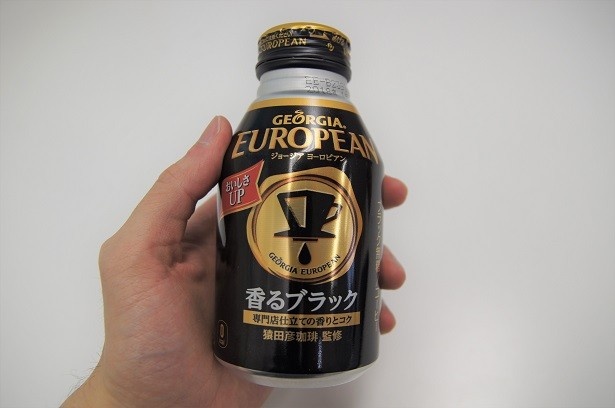 EUROPEAN
GEORGIA
EUROPEAN
ジョージア ヨーロピアン
おいしさ
UP
GEORGIA EUROPEAN
香るブラック
専門店仕立ての香りとコク
猿田彦珈琲 監修